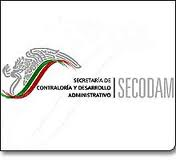 SECRETARÍA DE
CONTRALORÍA Y DESARROLLO
ADMINISTRATIVO
SECODAM